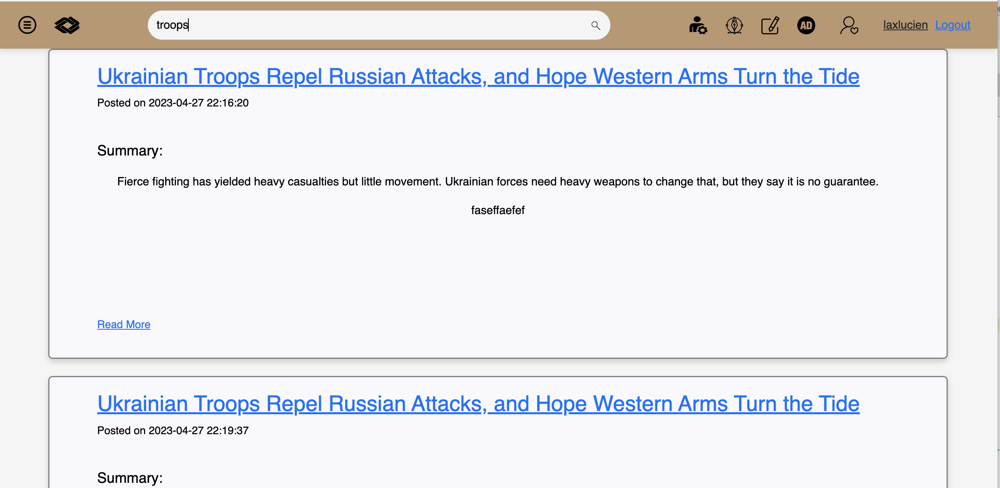 troops
AD
laxlucien Logout
Ukrainian Troops Repel Russian Attacks, and Hope Western Arms Turn the Tide
Posted on 2023-04-27 22:16:20
Summary:
Fierce fighting has yielded heavy casualties but little movement. Ukrainian forces need heavy weapons to change that, but they say it is no guarantee.
faseffaefef
Read More
Ukrainian Troops Repel Russian Attacks, and Hope Western Arms Turn the Tide
Posted on 2023-04-27 22:19:37
Summary: